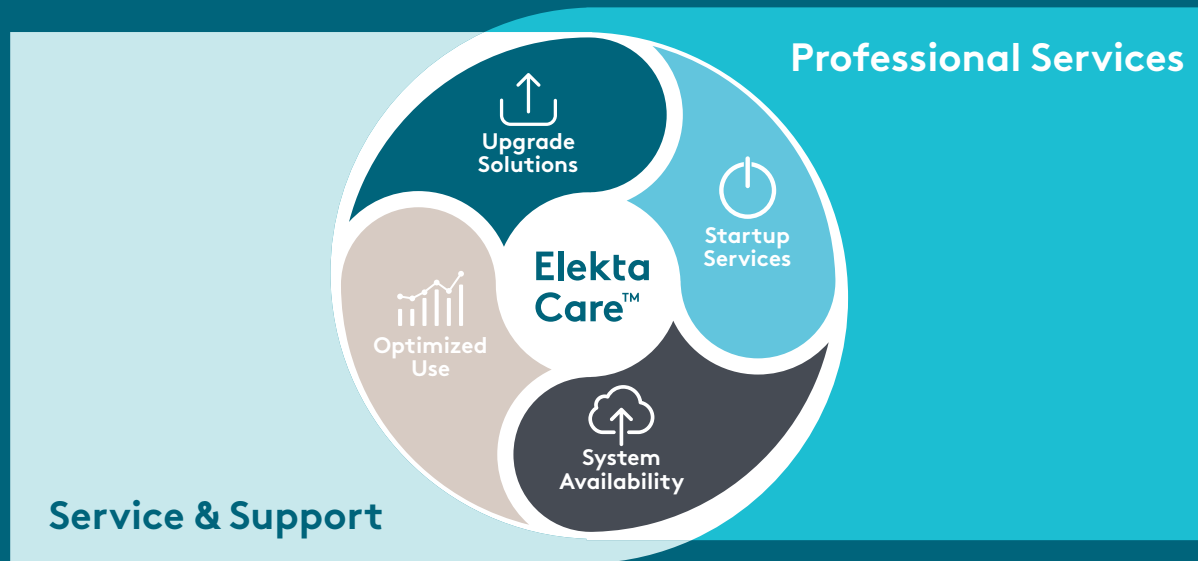 Professional Services
Upgrade
Solutions
Startup
Services
Elekta
Care™
Optimized
Use
System
Availability
Service & Support